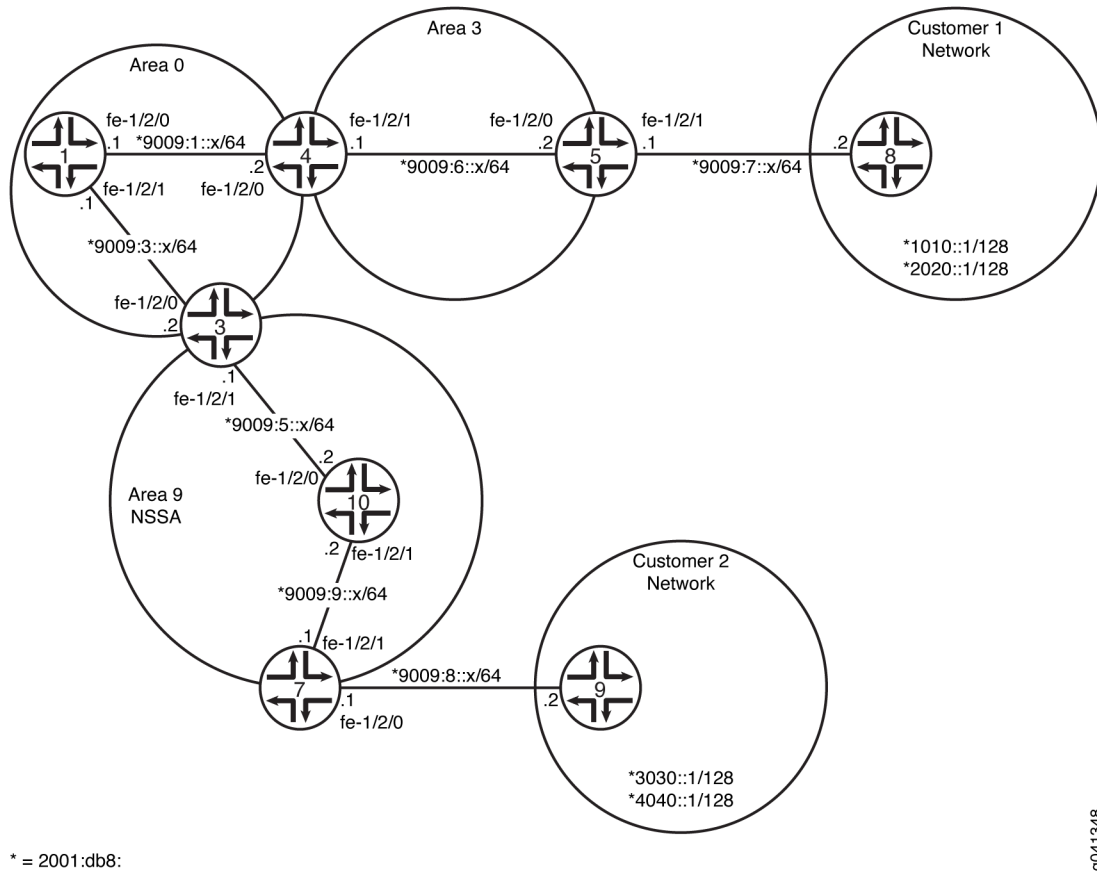 Area 0
Area 3
Customer 1
Network
fe-1/2/0
.1
*9009:1::x/64
1
.2
fe-1/2/0
fe-1/2/1
.1
4
fe-1/2/1
.1
*9009:6::x/64
fe-1/2/0
.2
5
fe-1/2/1
.1
*9009:7::x/64
.2
8
*1010::1/128
*2020::1/128
*9009:3::x/64
fe-1/2/0
.2
3
.1
fe-1/2/1
*9009:5::x/64
.2
fe-1/2/0
10
Area 9
NSSA
.2
fe-1/2/1
*9009:9::x/64
.1
fe-1/2/1
7
.1
fe-1/2/0
*9009:8::x/64
Customer 2
Network
.2
9
*3030::1/128
*4040::1/128
* = 2001:db8:
g041348